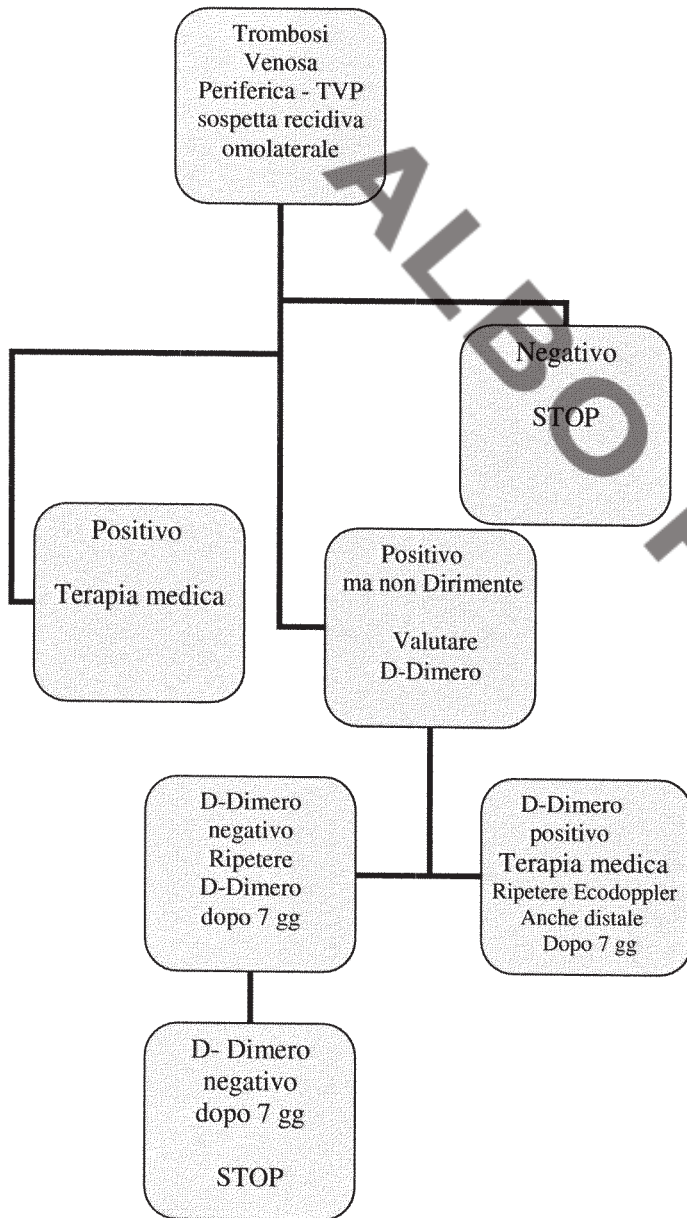 Trombosi
Venosa
Periferica - TVP
sospetta recidiva
omolaterale
Negativo
STOP
Positivo
Terapia medica
Positivo
ma non Dirimente
Valutare
D-Dimero
D-Dimero
negativo
Ripetere
D-Dimero
dopo 7 gg
D-Dimero
positivo
Terapia medica
Ripetere Ecodoppler
Anche distale
Dopo 7 gg
D- Dimero
negativo
dopo 7 gg
STOP
ALBO